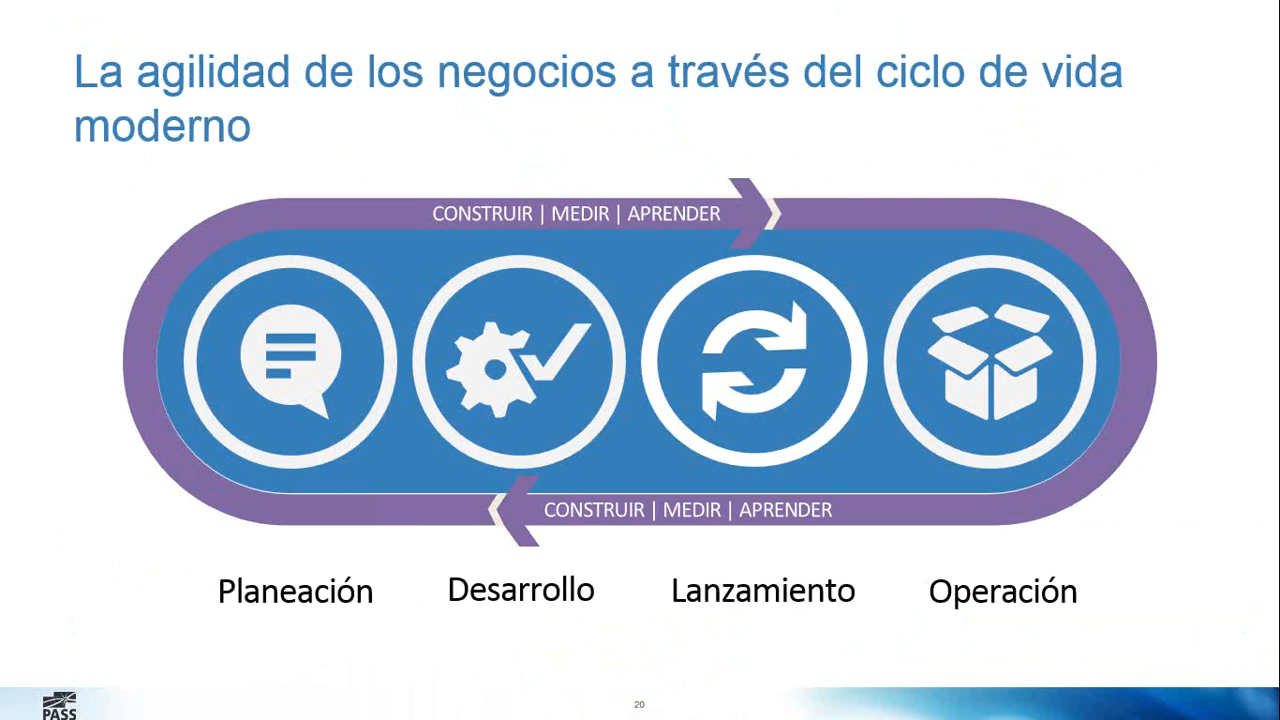 La agilidad de los negocios a través del ciclo de vida
moderno
CONSTRUIR | MEDIR | APRENDER
CONSTRUIR | MEDIR | APRENDER
Planeación
Desarrollo
Lanzamiento
Operación
PASS
20